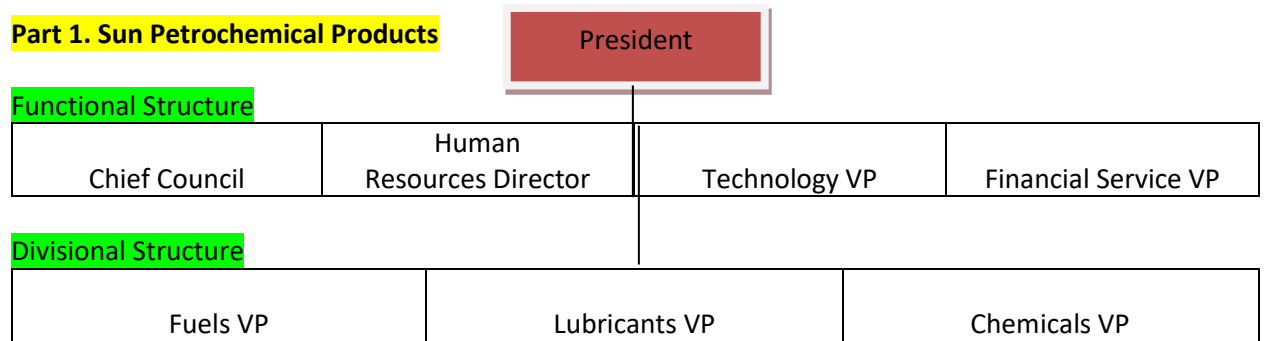 Part 1. Sun Petrochemical Products
President
Functional Structure
Chief Council
Human
Resources Director
Technology VP
Financial Service VP
Divisional Structure
Fuels VP
Lubricants VP
Chemicals VP